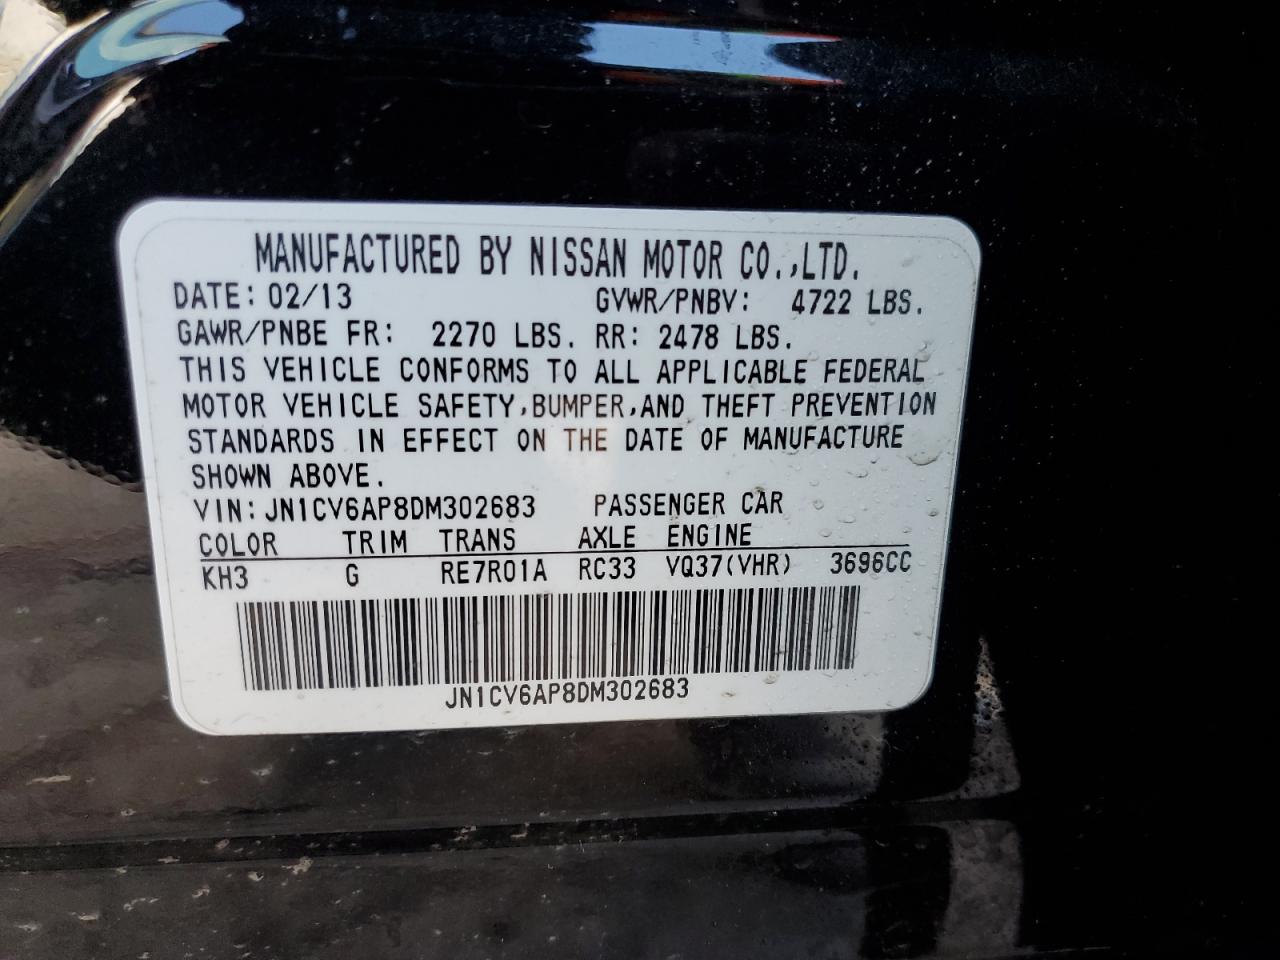 MANUFACTURED BY NISSAN MOTOR CO.,LTD.
DATE: 02/13 GVWR/PNBV: 4722 LBS.
GAWR/PNBE FR: 2270 LBS. RR: 2478 LBS.
THIS VEHICLE CONFORMS TO ALL APPLICABLE FEDERAL
MOTOR VEHICLE SAFETY,BUMPER,AND THEFT PREVENTION
STANDARDS IN EFFECT ON THE DATE OF MANUFACTURE
SHOWN ABOVE.
VIN:JN1CV6AP8DM302683 PASSENGER CAR
COLOR TRIM TRANS AXLE ENGINE
KH3 G RE7R01A RC33 VQ37(VHR) 3696CC
JN1CV6AP8DM302683